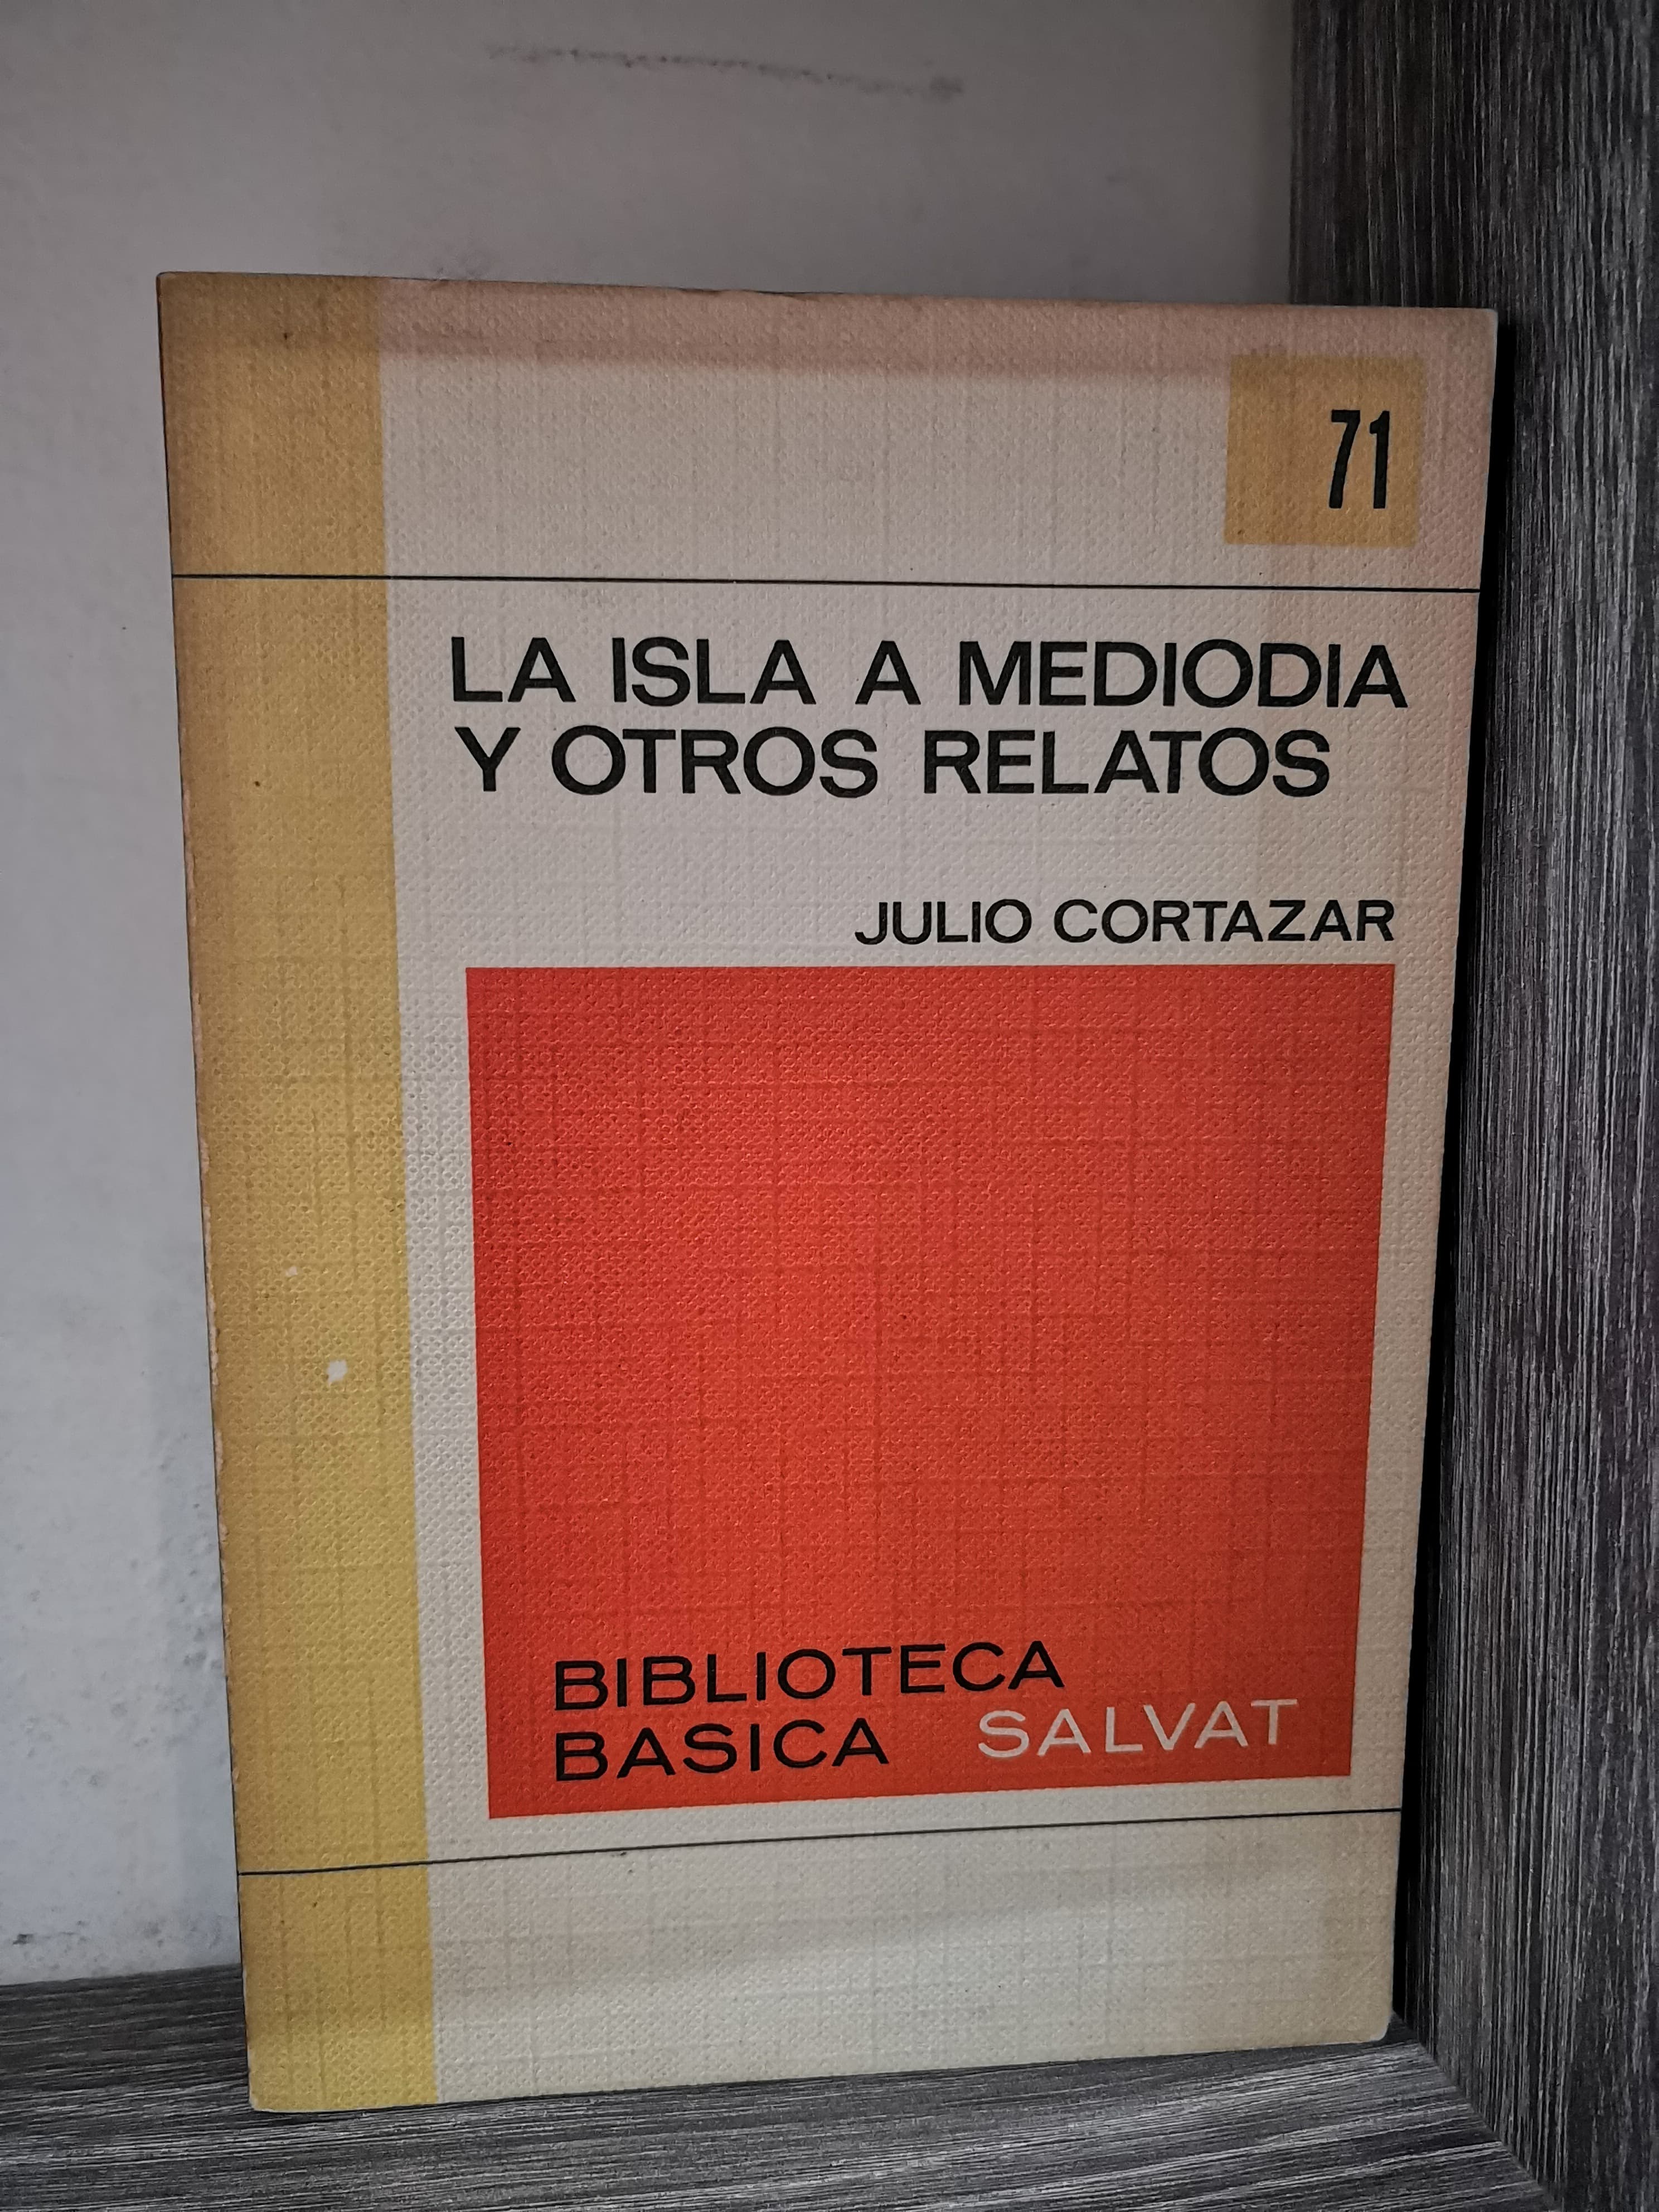 71
LA ISLA A MEDIODIA
Y OTROS RELATOS
JULIO CORTAZAR
BIBLIOTECA
BASICA SALVAT